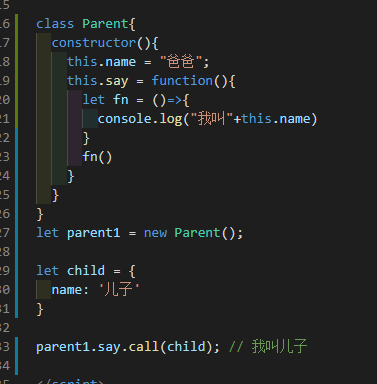 15
16 class Parent{
17 constructor(){
18 this.name = "爸爸";
19 this.say = function(){
20 let fn = ()=>{
21 console.log("我叫"+this.name)
22 }
23 fn()
24 }
25 }
26 }
27 let parent1 = new Parent();
28
29 let child = {
30 name: '儿子'
31 }
32
33 parent1.say.call(child); // 我叫儿子
34
35 </script>